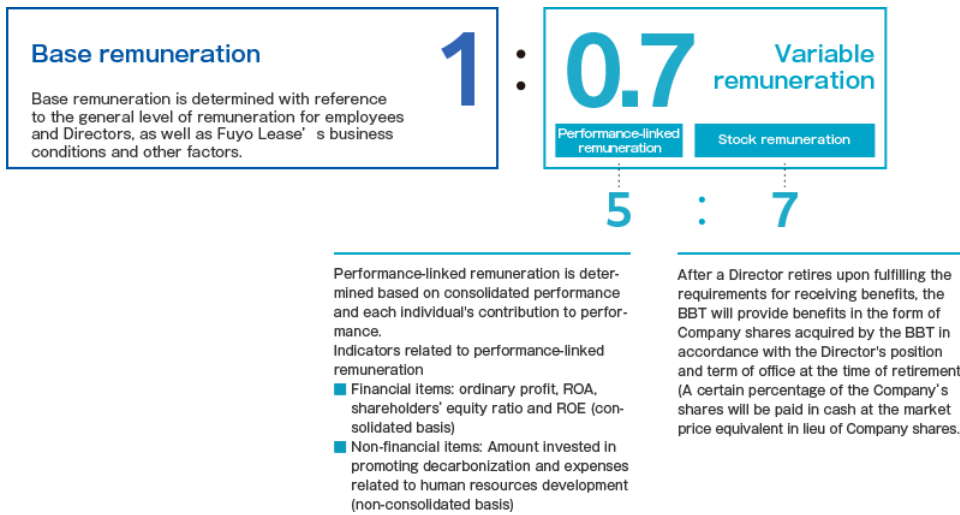 Base remuneration
Base remuneration is determined with reference
to the general level of remuneration for employees
and Directors, as well as Fuyo Lease’s business
conditions and other factors.
1 : 0.7
Variable
remuneration
Performance-linked
remuneration
Stock remuneration
5 : 7
Performance-linked remuneration is deter-
mined based on consolidated performance
and each individual's contribution to perfor-
mance.
Indicators related to performance-linked
remuneration
Financial items: ordinary profit, ROA,
shareholders’ equity ratio and ROE (con-
solidated basis)
Non-financial items: Amount invested in
promoting decarbonization and expenses
related to human resources development
(non-consolidated basis)
After a Director retires upon fulfilling the
requirements for receiving benefits, the
BBT will provide benefits in the form of
Company shares acquired by the BBT in
accordance with the Director's position
and term of office at the time of retirement
(A certain percentage of the Company’s
shares will be paid in cash at the market
price equivalent in lieu of Company shares.